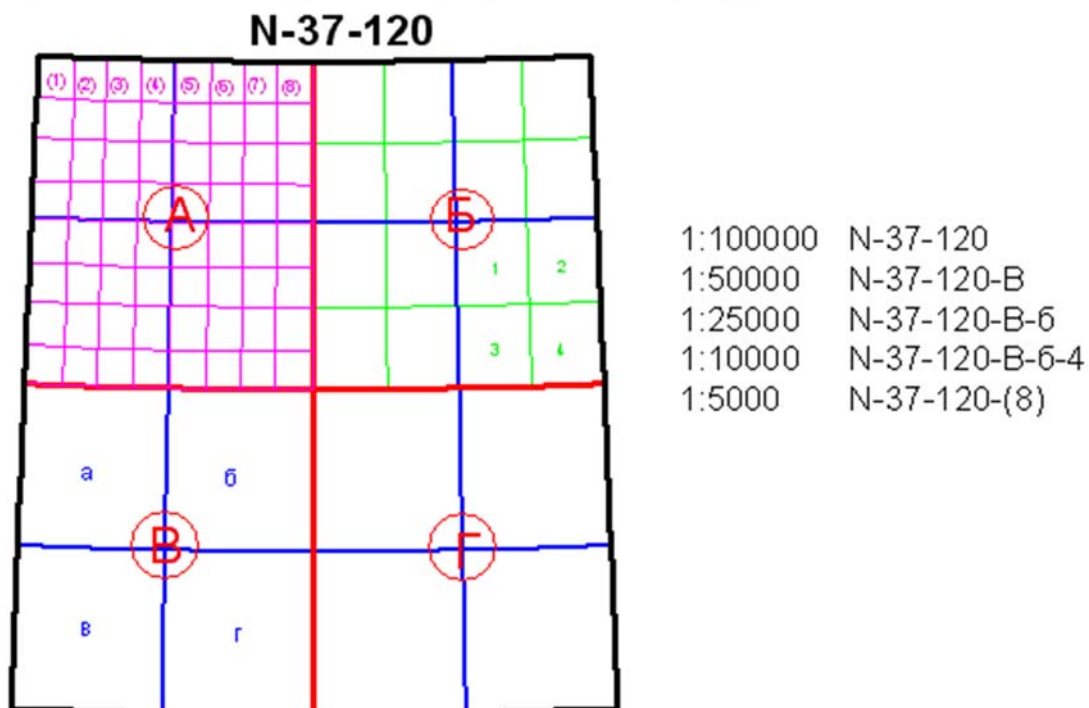 N-37-120
(1) (2) (3) (4) (5) (6) (7) (8)
А Б
1 2
3 4
а б
В Г
в г
1:100000 N-37-120
1:50000 N-37-120-В
1:25000 N-37-120-В-б
1:10000 N-37-120-В-б-4
1:5000 N-37-120-(8)